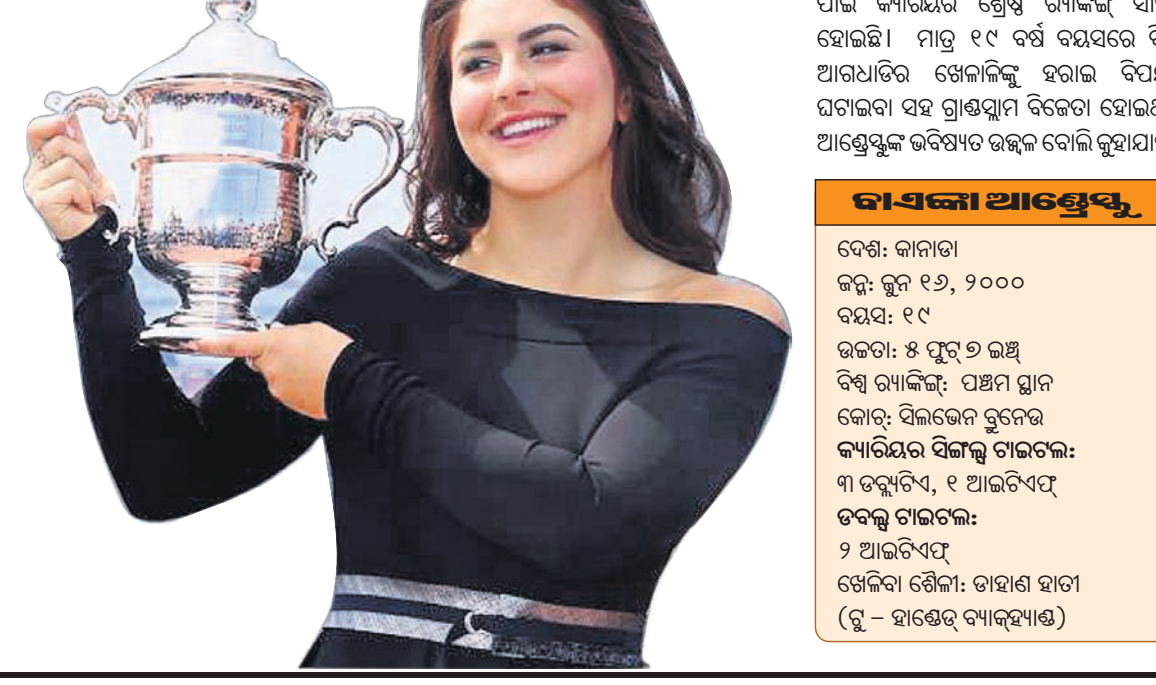 ପାଇଁ କ୍ୟାରିୟର ଶ୍ରେଷ୍ଠ ର‍୍ୟାଙ୍କିଙ୍ଗ୍
ହୋଇଛି। ମାତ୍ର ୧୯ ବର୍ଷ ବୟସରେ
ଆଗଧାଡିର ଖେଳାଳିଙ୍କୁ ହରାଇ
ଘଟାଇବା ସହ ଗ୍ରାଣ୍ଡସ୍ଲାମ ବିଜେତା
ଆଣ୍ଡ୍ରେସ୍କୁଙ୍କ ଭବିଷ୍ୟତ ଉଜ୍ଜ୍ୱଳ ବୋଲି
ବାଏଙ୍କା ଆଣ୍ଡ୍ରେସ୍କୁ
ଦେଶ: କାନାଡା
ଜନ୍ମ: ଜୁନ ୧୬, ୨୦୦୦
ବୟସ: ୧୯
ଉଚ୍ଚତା: ୫ ଫୁଟ୍ ୭ ଇଞ୍ଚ୍
ବିଶ୍ୱ ର‍୍ୟାଙ୍କିଙ୍ଗ୍: ପଞ୍ଚମ ସ୍ଥାନ
କୋଚ୍: ସିଲଭେନ ବ୍ରୁନେଉ
କ୍ୟାରିୟର ସିଙ୍ଗଲ୍ସ ଟାଇଟଲ:
୩ ଡବ୍ଲ୍ୟୁଟିଏ, ୧ ଆଇଟିଏଫ୍
ଡବଲ୍ସ ଟାଇଟଲ:
୨ ଆଇଟିଏଫ୍
ଖେଳିବା ଶୈଳୀ: ଡାହାଣ ହାତୀ
(ଟୁ – ହାଣ୍ଡେଡ୍ ବ୍ୟାକ୍‌ହ୍ୟାଣ୍ଡ)